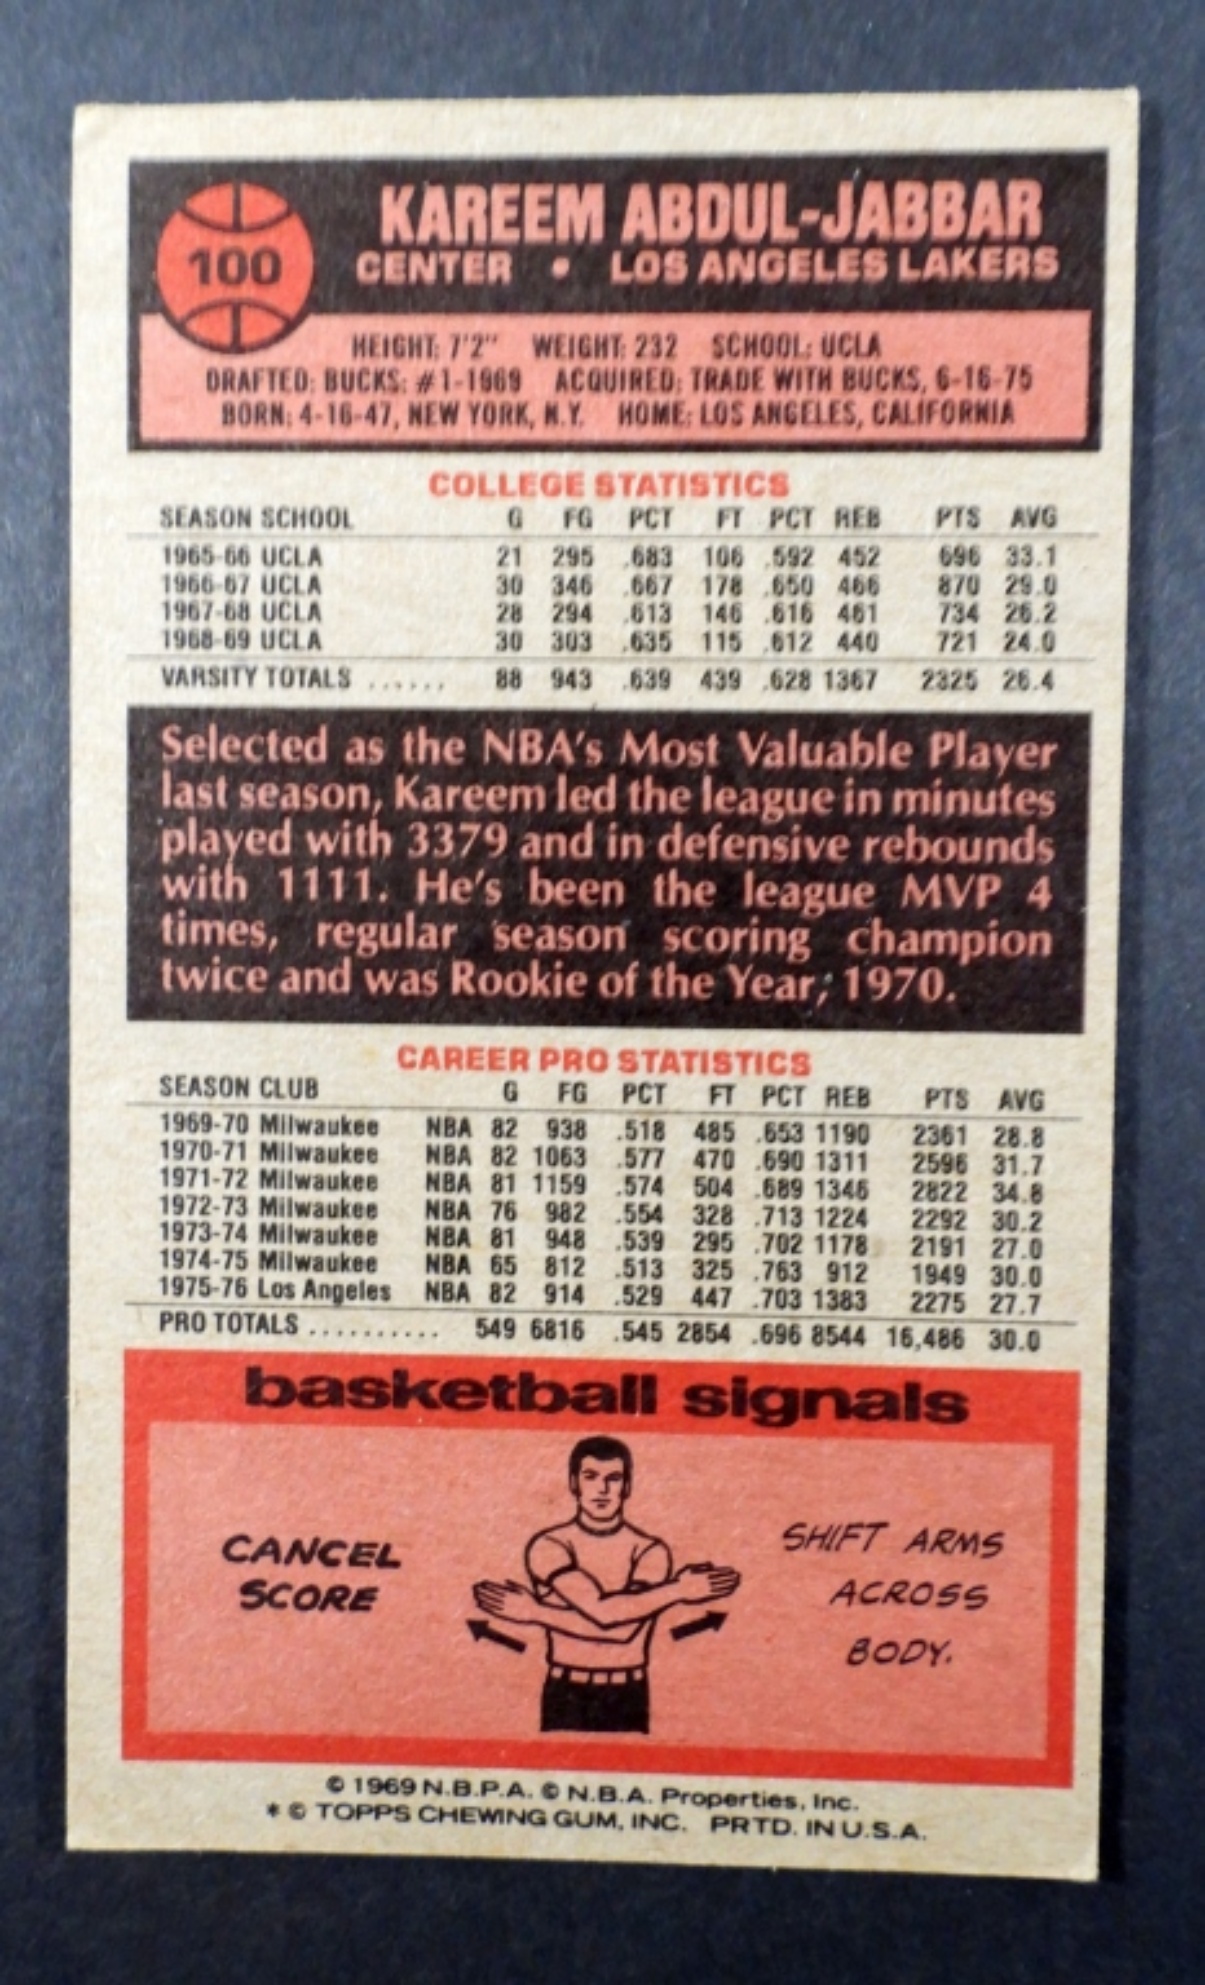 100
KAREEM ABDUL-JABBAR
CENTER • LOS ANGELES LAKERS
HEIGHT: 7'2" WEIGHT: 232 SCHOOL: UCLA
DRAFTED: BUCKS: #1-1969 ACQUIRED: TRADE WITH BUCKS, 6-16-75
BORN: 4-16-47, NEW YORK, N.Y. HOME: LOS ANGELES, CALIFORNIA
COLLEGE STATISTICS
SEASON SCHOOL G FG PCT FT PCT REB PTS AVG
1965-66 UCLA 21 295 .683 106 .592 452 696 33.1
1966-67 UCLA 30 346 .667 178 .650 466 870 29.0
1967-68 UCLA 28 294 .613 146 .616 461 734 26.2
1968-69 UCLA 30 303 .635 115 .612 440 721 24.0
VARSITY TOTALS ...... 88 943 .639 439 .628 1367 2325 26.4
Selected as the NBA's Most Valuable Player
last season, Kareem led the league in minutes
played with 3379 and in defensive rebounds
with 1111. He's been the league MVP 4
times, regular season scoring champion
twice and was Rookie of the Year, 1970.
CAREER PRO STATISTICS
SEASON CLUB G FG PCT FT PCT REB PTS AVG
1969-70 Milwaukee NBA 82 938 .518 485 .653 1190 2361 28.8
1970-71 Milwaukee NBA 82 1063 .577 470 .690 1311 2596 31.7
1971-72 Milwaukee NBA 81 1159 .574 504 .689 1346 2822 34.8
1972-73 Milwaukee NBA 76 982 .554 328 .713 1224 2292 30.2
1973-74 Milwaukee NBA 81 948 .539 295 .702 1178 2191 27.0
1974-75 Milwaukee NBA 65 812 .513 325 .763 912 1949 30.0
1975-76 Los Angeles NBA 82 914 .529 447 .703 1383 2275 27.7
PRO TOTALS .......... 549 6816 .545 2854 .696 8544 16,486 30.0
basketball signals
CANCEL
SCORE
SHIFT ARMS
ACROSS
BODY.
© 1969 N.B.P.A. © N.B.A. Properties, Inc.
* © TOPPS CHEWING GUM, INC. PRTD. IN U.S.A.